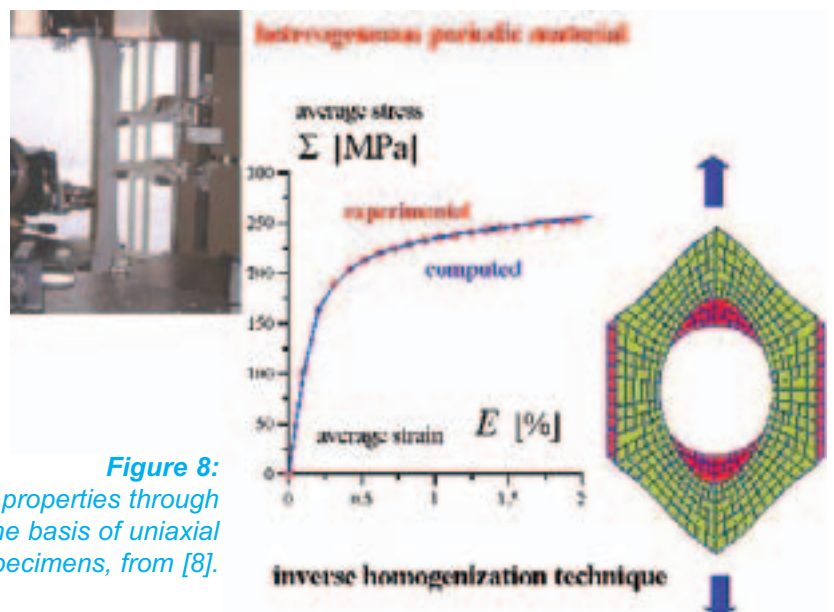 heterogeneous periodic material
average stress
Σ [MPa]
300
experimental
250
computed
200
150
100
50
average strain E [%]
0
0 0.5 1 1.5 2
Figure 8:
properties through
ne basis of uniaxial
pecimens, from [8].
inverse homogenization technique